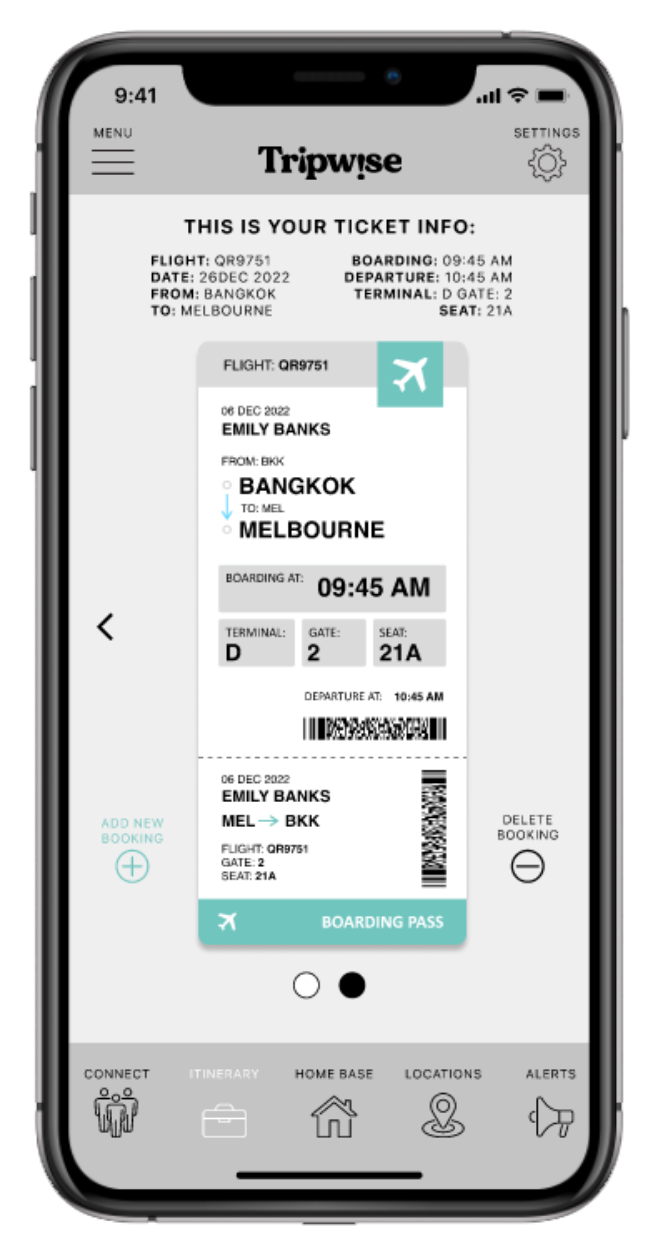 9:41
MENU
Tripwise
SETTINGS
THIS IS YOUR TICKET INFO:
FLIGHT: QR9751
DATE: 26DEC 2022
FROM: BANGKOK
TO: MELBOURNE
BOARDING: 09:45 AM
DEPARTURE: 10:45 AM
TERMINAL: D GATE: 2
SEAT: 21A
FLIGHT: QR9751
06 DEC 2022
EMILY BANKS
FROM: BKK
BANGKOK
TO: MEL
MELBOURNE
BOARDING AT: 09:45 AM
TERMINAL: GATE: SEAT:
D 2 21A
DEPARTURE AT: 10:45 AM
06 DEC 2022
EMILY BANKS
MEL → BKK
FLIGHT: QR9751
GATE: 2
SEAT: 21A
BOARDING PASS
ADD NEW
BOOKING
DELETE
BOOKING
CONNECT ITINERARY HOME BASE LOCATIONS ALERTS